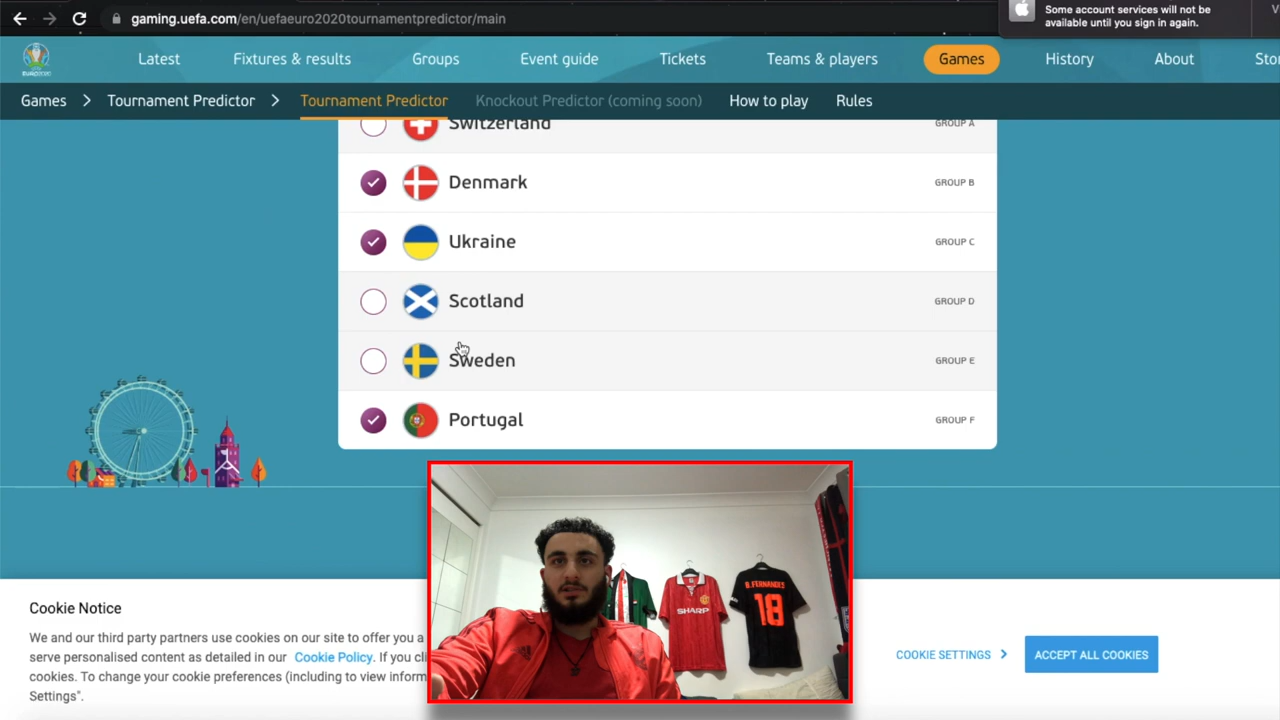 gaming.uefa.com/en/uefaeuro2020tournamentpredictor/main
Some account services will not
be available until you sign in again.
Latest
Fixtures & results
Groups
Event guide
Tickets
Teams & players
Games
History
About
EURO2020
Games
Tournament Predictor
Tournament Predictor
Knockout Predictor (coming soon)
How to play
Rules
Switzerland
GROUP A
Denmark
GROUP B
Ukraine
GROUP C
Scotland
GROUP D
Sweden
GROUP E
Portugal
GROUP F
Cookie Notice
We and our third party partners use cookies on our site to offer you a
serve personalised content as detailed in our Cookie Policy. If you
cookies. To change your cookie preferences (including to view
Settings".
COOKIE SETTINGS
ACCEPT ALL COOKIES
SHARP
B.FERNANDES
18